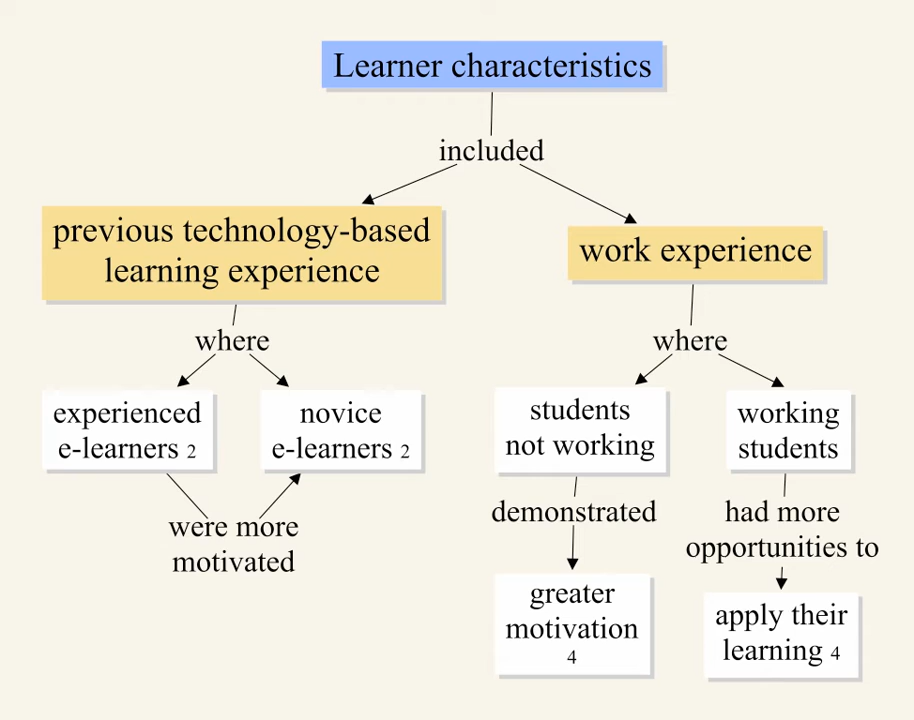 Learner characteristics
included
previous technology-based
learning experience
work experience
where
where
experienced
e-learners 2
novice
e-learners 2
students
not working
working
students
were more
motivated
demonstrated
had more
opportunities to
greater
motivation
4
apply their
learning 4